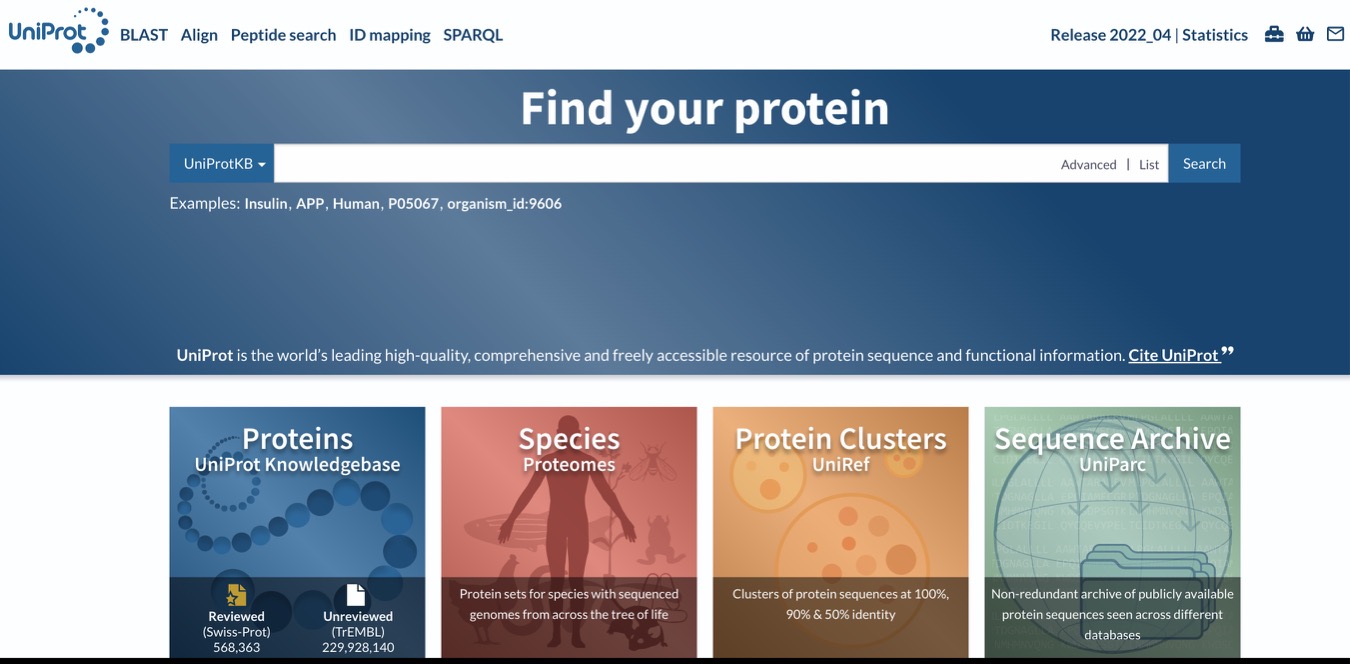 UniProt BLAST Align Peptide search ID mapping SPARQL Release 2022_04 | Statistics
Find your protein
UniProtKB Advanced | List Search
Examples: Insulin, APP, Human, P05067, organism_id:9606
UniProt is the world's leading high-quality, comprehensive and freely accessible resource of protein sequence and functional information. Cite UniProt ”
Proteins
UniProt Knowledgebase
Reviewed
(Swiss-Prot)
568,363
Unreviewed
(TrEMBL)
229,928,140
Species
Proteomes
Protein sets for species with sequenced
genomes from across the tree of life
Protein Clusters
UniRef
Clusters of protein sequences at 100%,
90% & 50% identity
Sequence Archive
UniParc
Non-redundant archive of publicly available
protein sequences seen across different
databases